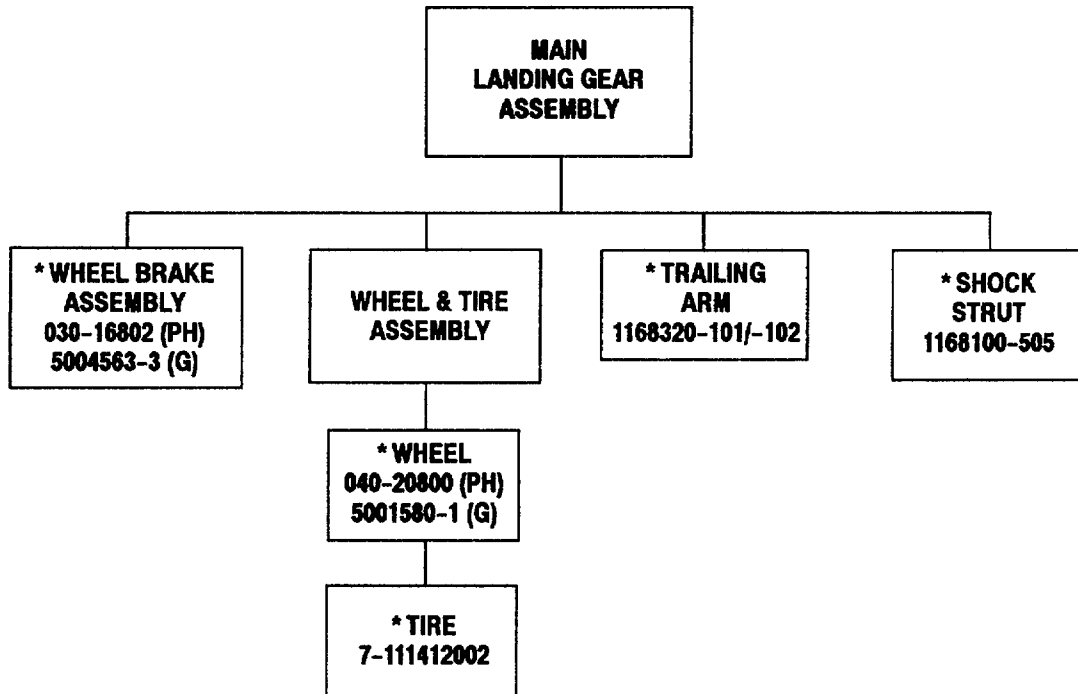 MAIN
LANDING GEAR
ASSEMBLY
* WHEEL BRAKE
ASSEMBLY
030-16802 (PH)
5004563-3 (G)
WHEEL & TIRE
ASSEMBLY
* TRAILING
ARM
1168320-101/-102
* SHOCK
STRUT
1168100-505
* WHEEL
040-20800 (PH)
5001580-1 (G)
* TIRE
7-111412002